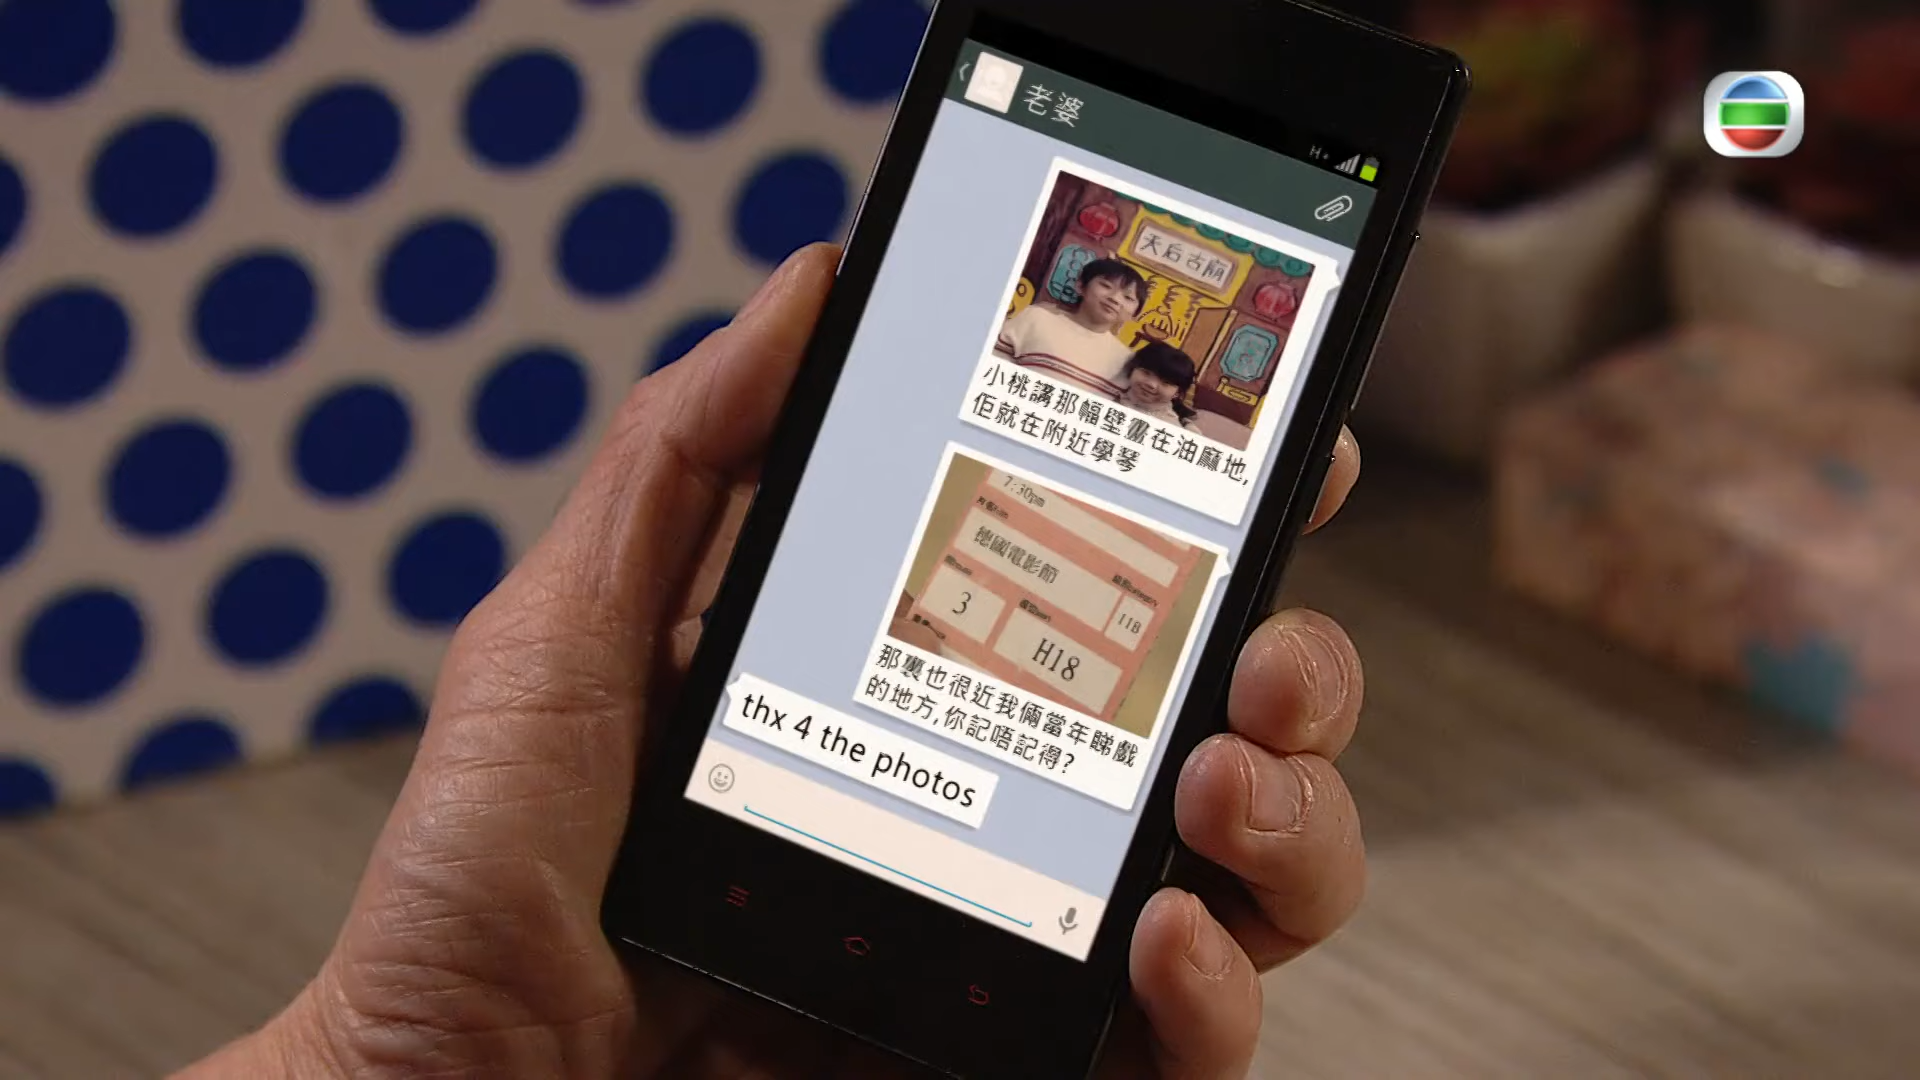 H+
老婆
天后古廟
小桃講那幅壁畫在油麻地,
佢就在附近學琴
7:30pm
德國電影節
House
3
11B
H18
那裏也很近我倆當年睇戲
的地方,你記唔記得?
thx 4 the photos